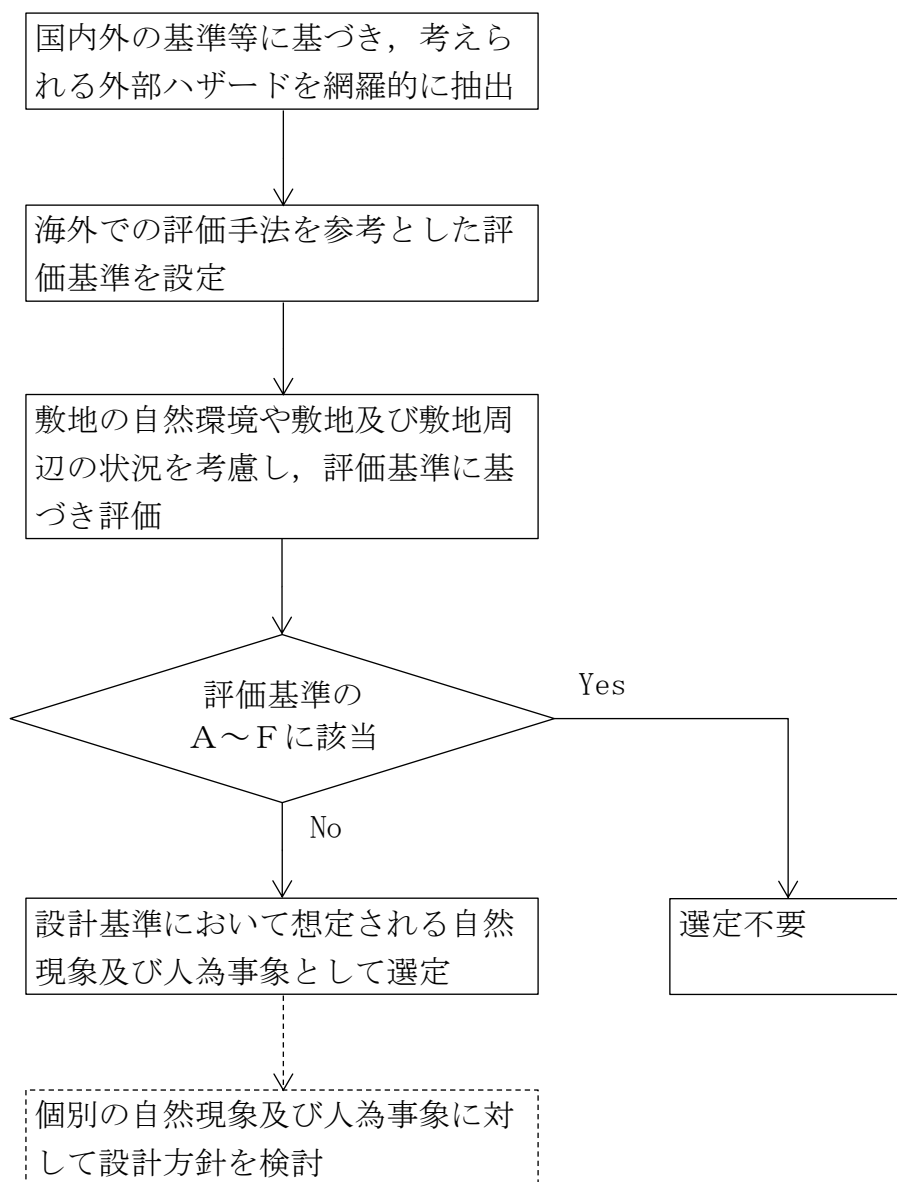 国内外の基準等に基づき，考えら
れる外部ハザードを網羅的に抽出
海外での評価手法を参考とした評
価基準を設定
敷地の自然環境や敷地及び敷地周
辺の状況を考慮し，評価基準に基
づき評価
評価基準の
Ａ～Ｆに該当
Yes
No
設計基準において想定される自然
現象及び人為事象として選定
選定不要
個別の自然現象及び人為事象に対
して設計方針を検討